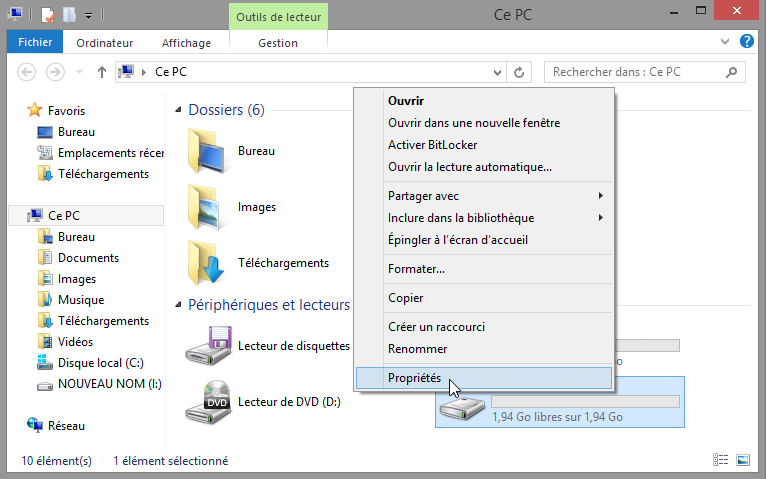 Outils de lecteur
Ce PC
Fichier
Ordinateur
Affichage
Gestion
Ce PC
Rechercher dans : Ce PC
Favoris
Bureau
Emplacements récen
Téléchargements
Ce PC
Bureau
Documents
Images
Musique
Téléchargements
Vidéos
Disque local (C:)
NOUVEAU NOM (I:)
Réseau
Dossiers (6)
Bureau
Images
Téléchargements
Périphériques et lecteurs
Lecteur de disquettes
DVD
Lecteur de DVD (D:)
Ouvrir
Ouvrir dans une nouvelle fenêtre
Activer BitLocker
Ouvrir la lecture automatique...
Partager avec
Inclure dans la bibliothèque
Épingler à l'écran d'accueil
Formater...
Copier
Créer un raccourci
Renommer
Propriétés
1,94 Go libres sur 1,94 Go
10 élément(s)
1 élément sélectionné